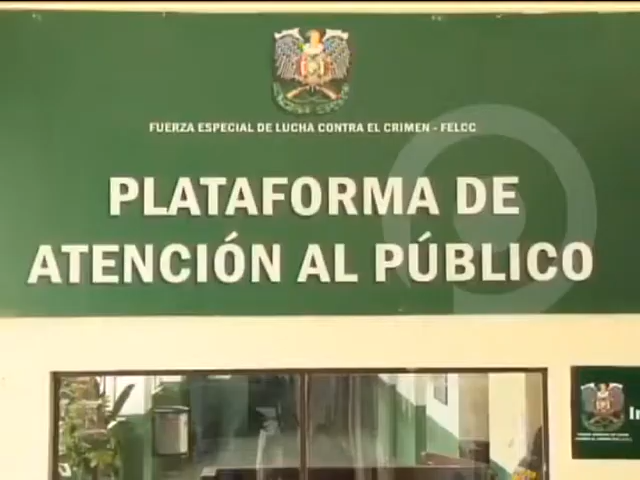 FUERZA ESPECIAL DE LUCHA CONTRA EL CRIMEN - FELCC
PLATAFORMA DE
ATENCIÓN AL PÚBLICO